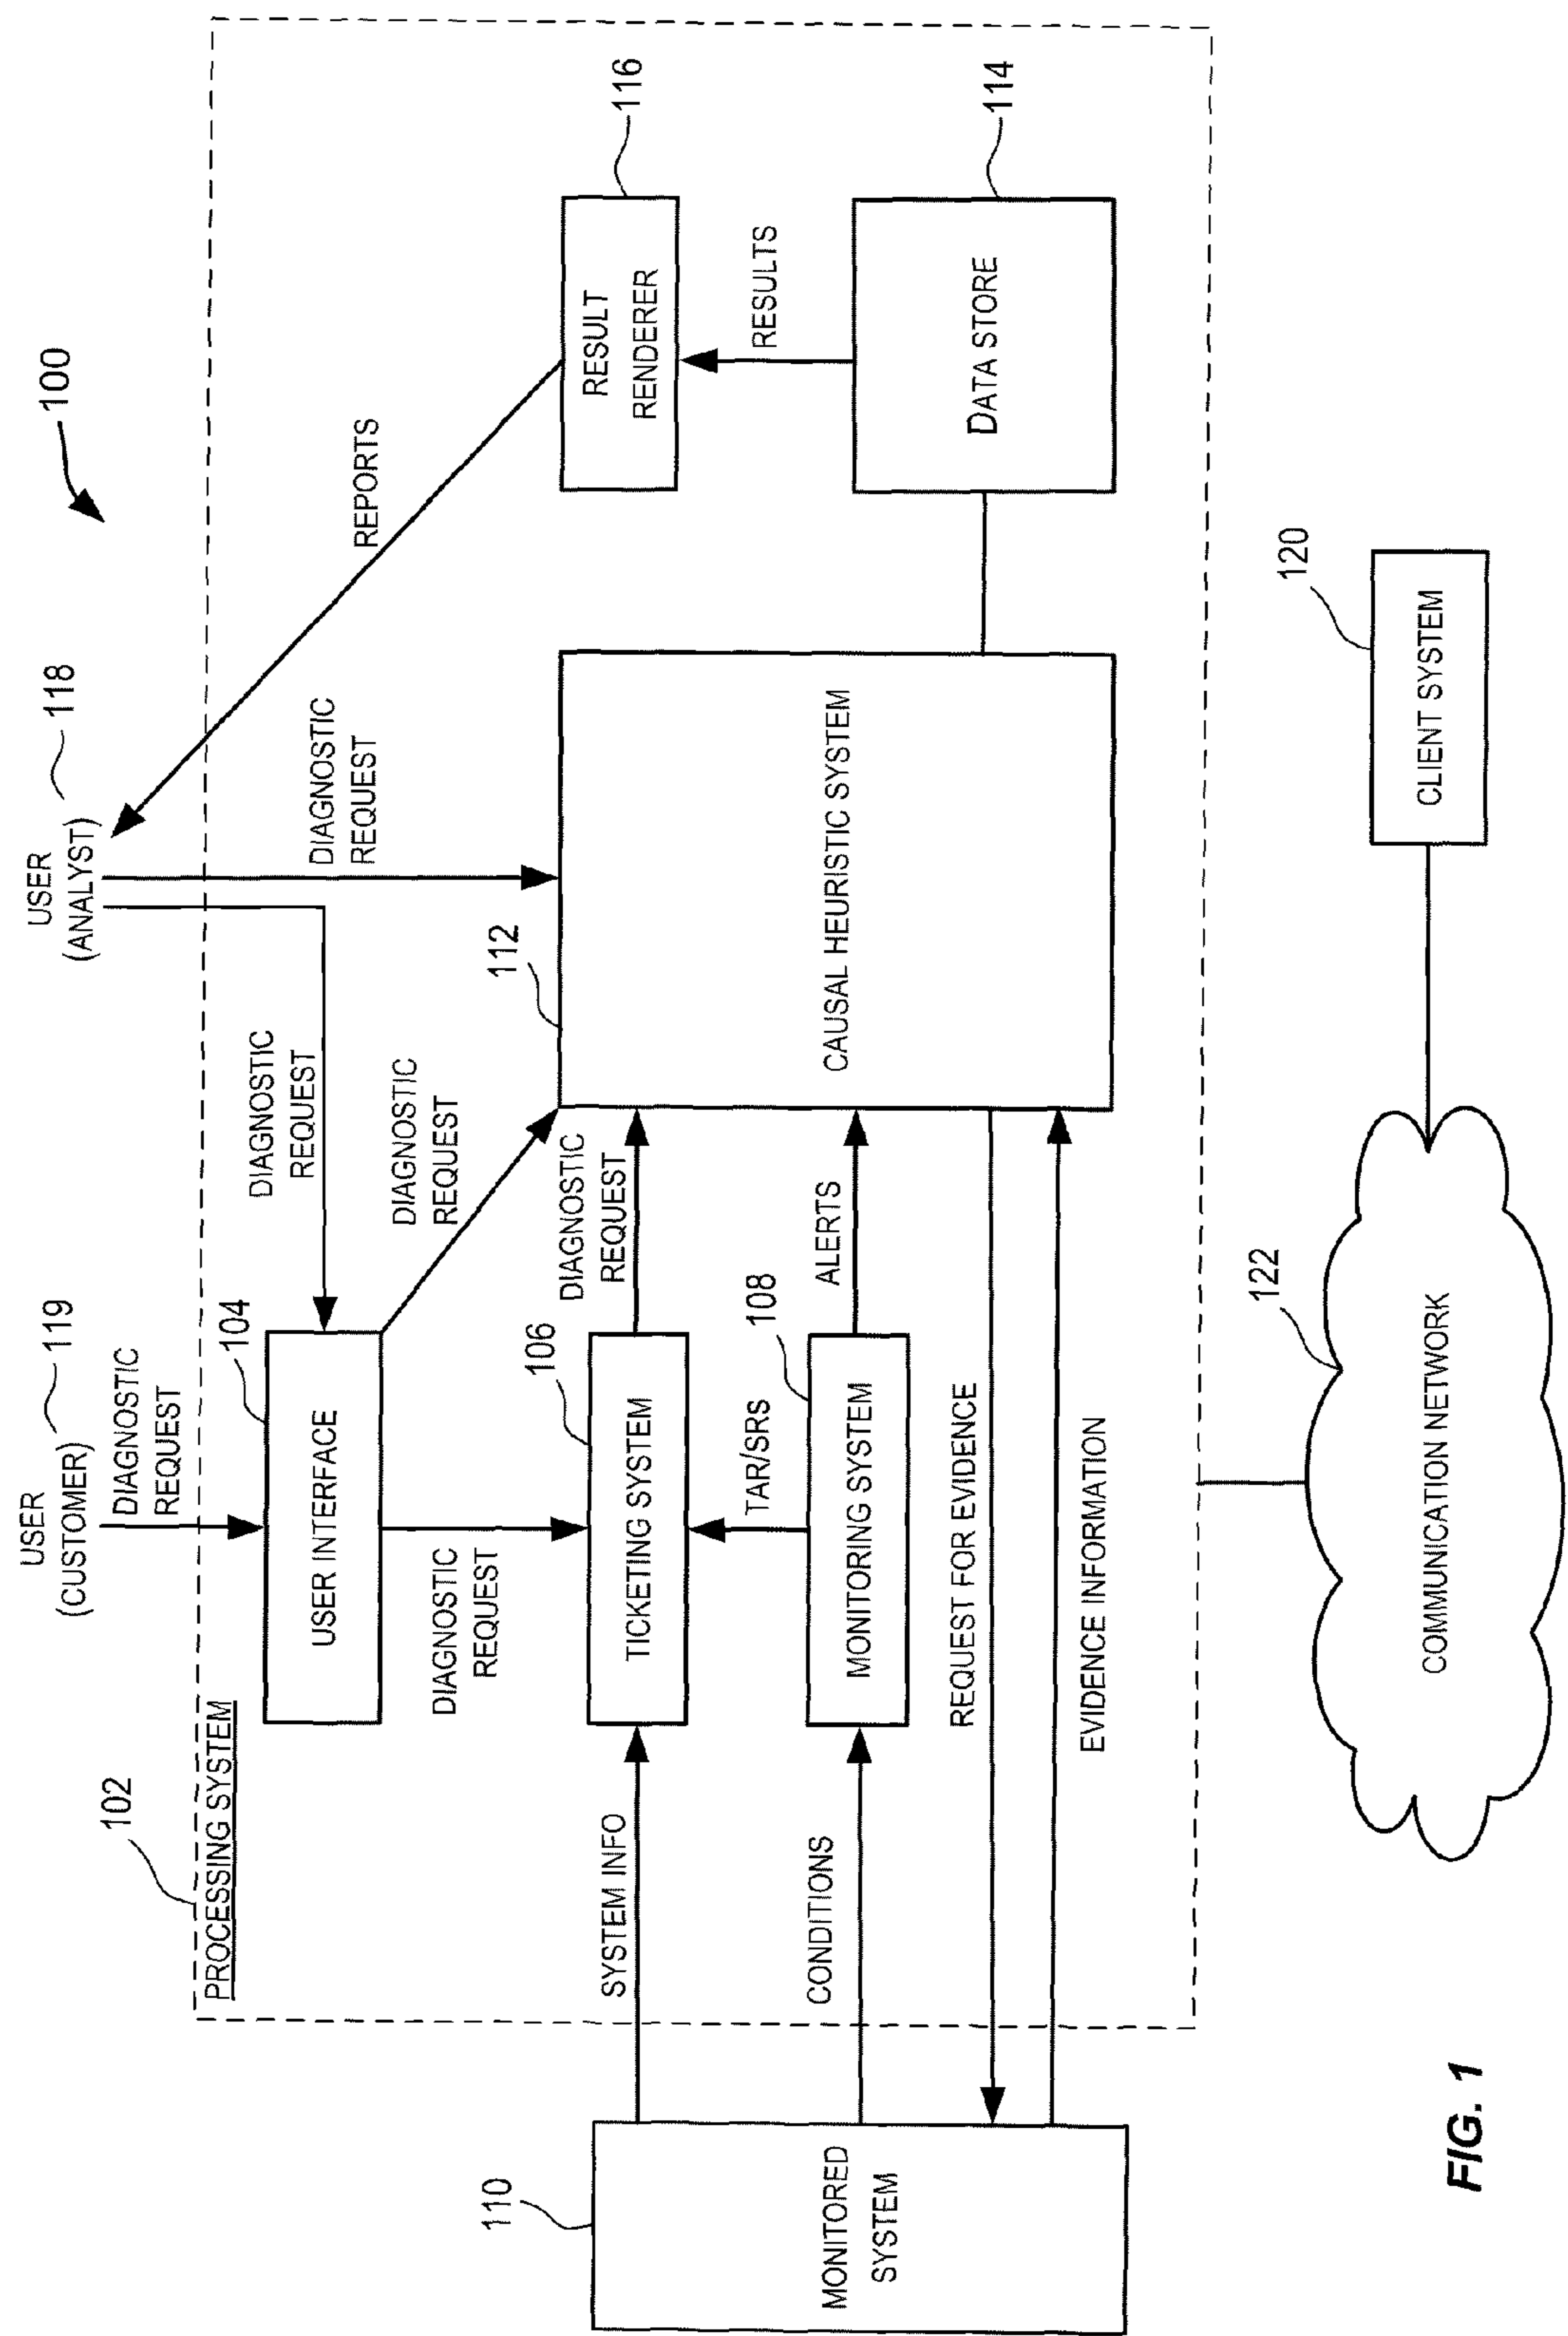 100
USER
(CUSTOMER)
119
USER
(ANALYST)
118
DIAGNOSTIC
REQUEST
102
PROCESSING SYSTEM
104
USER INTERFACE
DIAGNOSTIC
REQUEST
DIAGNOSTIC
REQUEST
REPORTS
DIAGNOSTIC
REQUEST
DIAGNOSTIC
REQUEST
112
116
RESULT
RENDERER
110
MONITORED
SYSTEM
SYSTEM INFO
106
TICKETING SYSTEM
DIAGNOSTIC
REQUEST
TAR/SRS
RESULTS
CONDITIONS
108
MONITORING SYSTEM
ALERTS
CAUSAL HEURISTIC SYSTEM
114
DATA STORE
REQUEST FOR EVIDENCE
EVIDENCE INFORMATION
122
COMMUNICATION NETWORK
120
CLIENT SYSTEM
FIG. 1